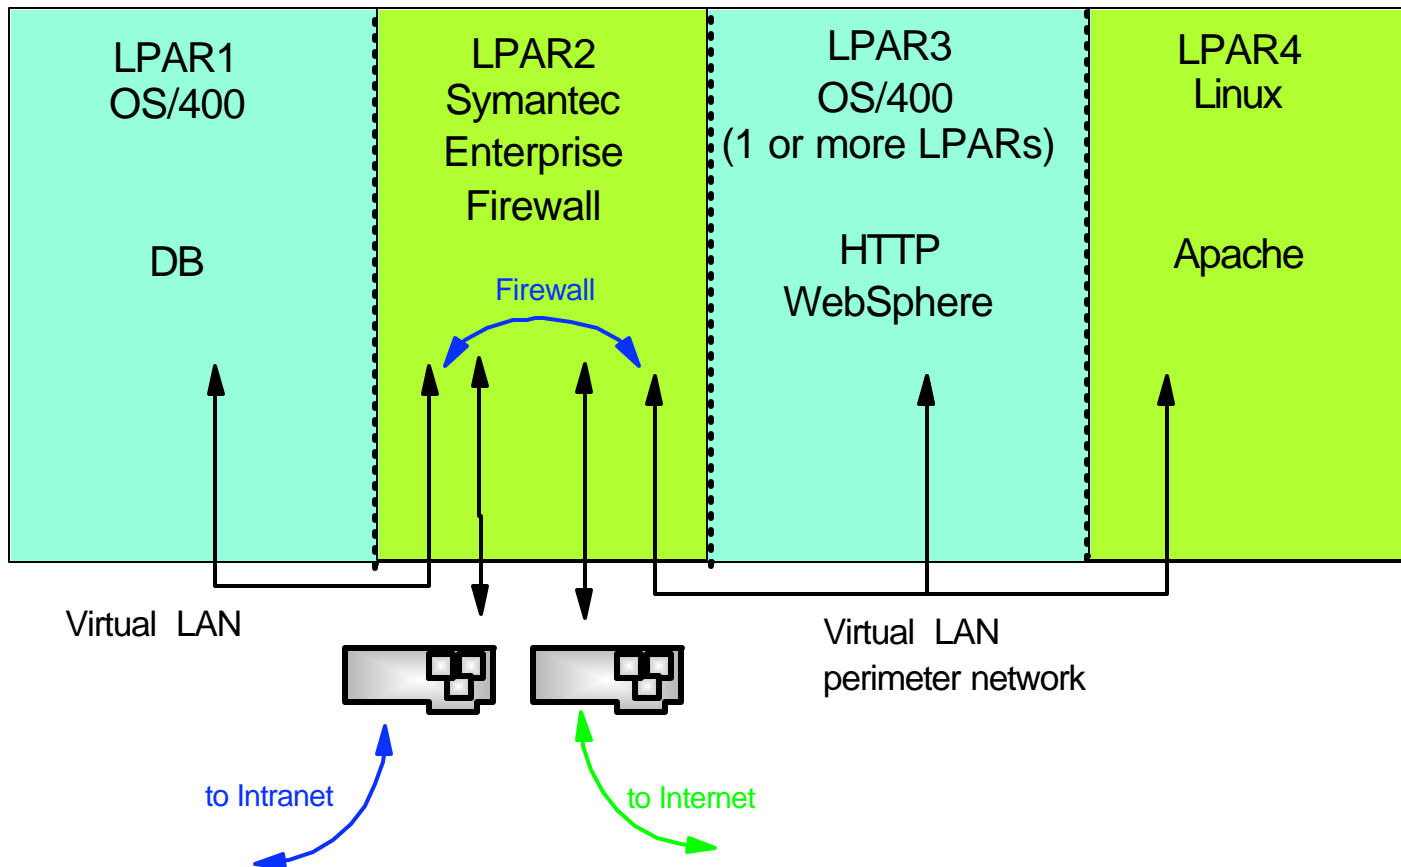 LPAR1
OS/400
DB
LPAR2
Symantec
Enterprise
Firewall
Firewall
LPAR3
OS/400
(1 or more LPARs)
HTTP
WebSphere
LPAR4
Linux
Apache
Virtual LAN
Virtual LAN
perimeter network
to Intranet
to Internet